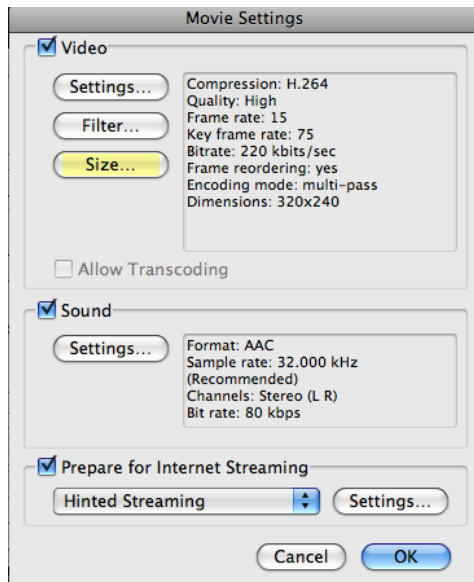 Movie Settings
Video
Settings...
Filter...
Size...
Compression: H.264
Quality: High
Frame rate: 15
Key frame rate: 75
Bitrate: 220 kbits/sec
Frame reordering: yes
Encoding mode: multi-pass
Dimensions: 320x240
Allow Transcoding
Sound
Settings...
Format: AAC
Sample rate: 32.000 kHz
(Recommended)
Channels: Stereo (L R)
Bit rate: 80 kbps
Prepare for Internet Streaming
Hinted Streaming
Settings...
Cancel
OK